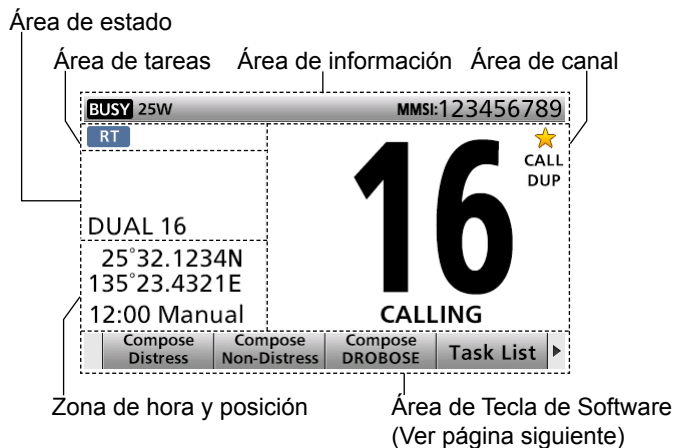 Área de estado
Área de tareas Área de información Área de canal
BUSY 25W MMSI:123456789
RT
CALL
DUP
16
DUAL 16
25°32.1234N
135°23.4321E
12:00 Manual
CALLING
Compose Distress
Compose Non-Distress
Compose DROBOSE
Task List
Zona de hora y posición
Área de Tecla de Software
(Ver página siguiente)